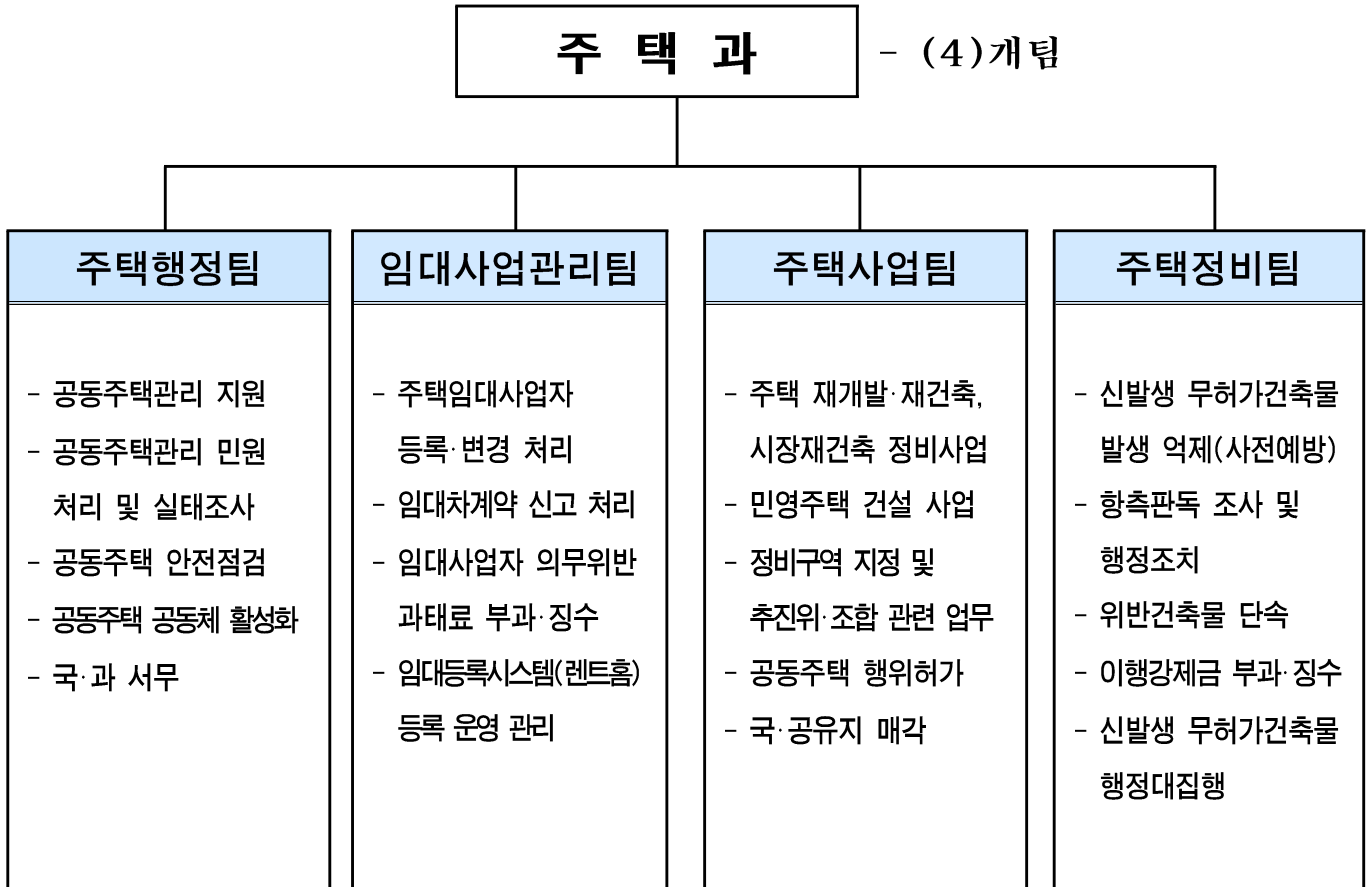 주 택 과
- (4)개팀
주택행정팀
- 공동주택관리 지원
- 공동주택관리 민원
처리 및 실태조사
- 공동주택 안전점검
- 공동주택 공동체 활성화
- 국·과 서무
임대사업관리팀
- 주택임대사업자
등록·변경 처리
- 임대차계약 신고 처리
- 임대사업자 의무위반
과태료 부과·징수
- 임대등록시스템(렌트홈)
등록 운영 관리
주택사업팀
- 주택 재개발·재건축,
시장재건축 정비사업
- 민영주택 건설 사업
- 정비구역 지정 및
추진위·조합 관련 업무
- 공동주택 행위허가
- 국·공유지 매각
주택정비팀
- 신발생 무허가건축물
발생 억제(사전예방)
- 항측판독 조사 및
행정조치
- 위반건축물 단속
- 이행강제금 부과·징수
- 신발생 무허가건축물
행정대집행